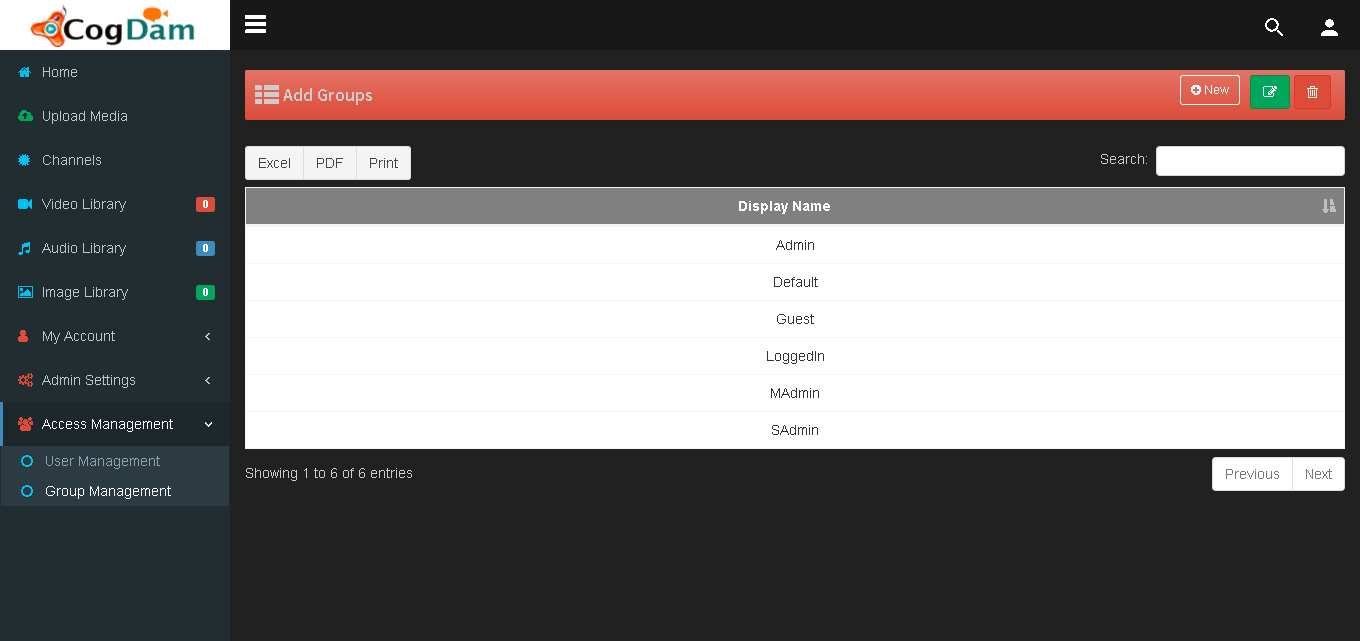 CogDam
Home
Upload Media
Channels
Video Library 0
Audio Library 0
Image Library 0
My Account
Admin Settings
Access Management
User Management
Group Management
Add Groups
New
Excel PDF Print
Search:
Display Name
Admin
Default
Guest
LoggedIn
MAdmin
SAdmin
Showing 1 to 6 of 6 entries
Previous Next